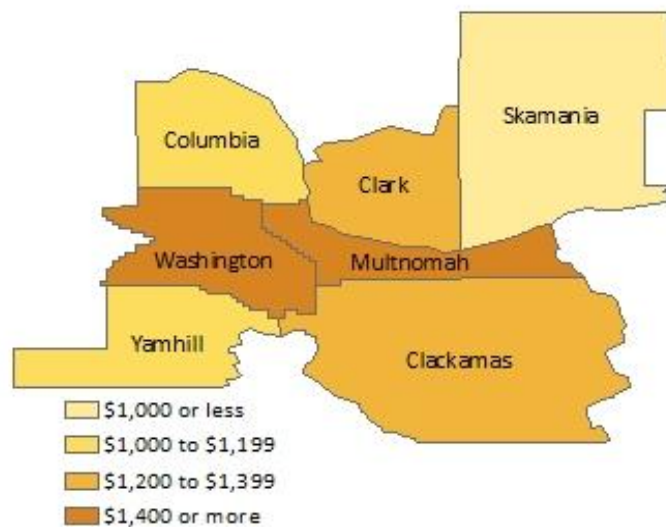 Skamania
Columbia
Clark
Washington
Multnomah
Yamhill
Clackamas
$1,000 or less
$1,000 to $1,199
$1,200 to $1,399
$1,400 or more